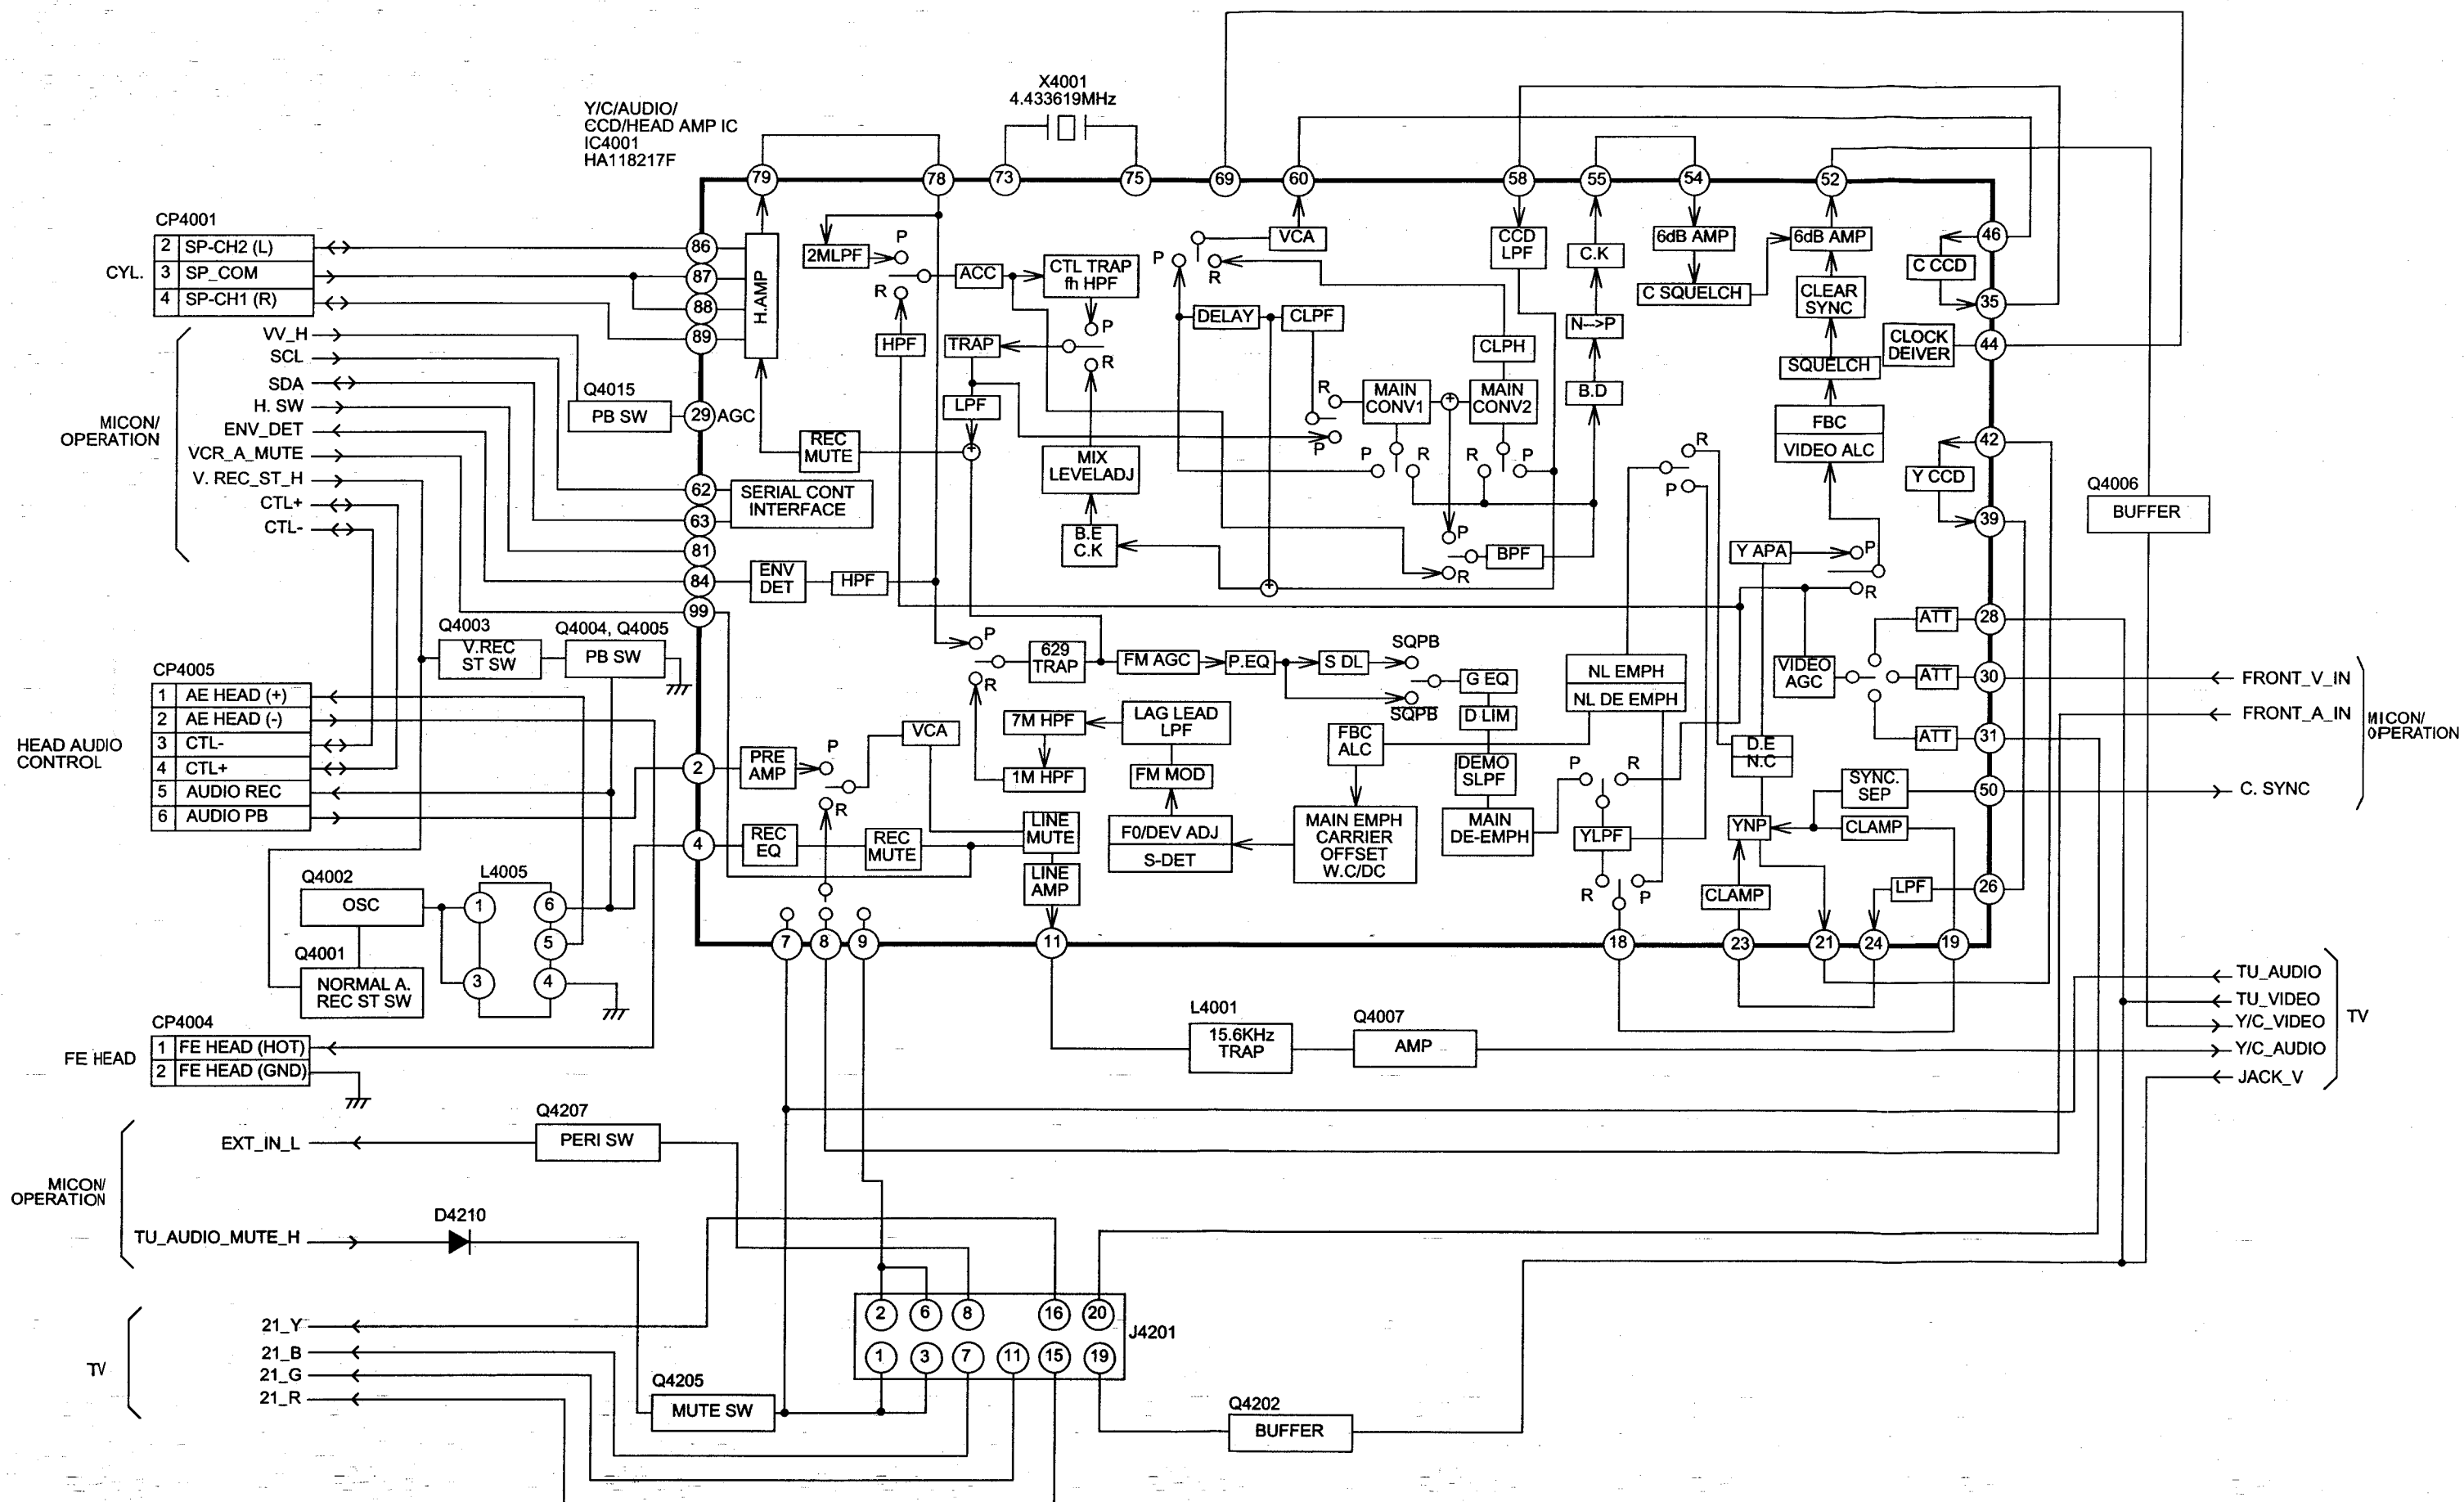 X4001
4.433619MHz
Y/C/AUDIO/
CCD/HEAD AMP IC
IC4001
HA118217F
79
78
73
75
69
60
58
55
54
52
CP4001
CYL.
2 SP-CH2 (L)
3 SP_COM
4 SP-CH1 (R)
86
87
88
89
H.AMP
2MLPF
P
R
ACC
CTL TRAP
fh HPF
P
R
HPF
TRAP
LPF
VCA
P
R
DELAY
CLPF
CLPH
CCD
LPF
C.K
N-->P
B.D
6dB AMP
C SQUELCH
6dB AMP
CLEAR
SYNC
SQUELCH
FBC
VIDEO ALC
46
C CCD
35
CLOCK
DEIVER
44
42
Y CCD
39
MICON/
OPERATION
VV_H
SCL
SDA
H. SW
ENV_DET
VCR_A_MUTE
V. REC_ST_H
CTL+
CTL-
Q4015
PB SW
29
AGC
62
63
81
84
99
SERIAL CONT
INTERFACE
REC
MUTE
MIX
LEVELADJ
B.E
C.K
R
P
MAIN
CONV1
MAIN
CONV2
P
R
R
P
P
R
BPF
R
P
ENV
DET
HPF
Y APA
P
R
Q4006
BUFFER
Q4003
V.REC
ST SW
Q4004, Q4005
PB SW
P
R
629
TRAP
FM AGC
P.EQ
S DL
SQPB
SQPB
G EQ
D LIM
DEMO
SLPF
MAIN
DE-EMPH
NL EMPH
NL DE EMPH
VIDEO
AGC
ATT
28
ATT
30
ATT
31
FRONT_V_IN
FRONT_A_IN
C. SYNC
MICON/
OPERATION
CP4005
HEAD AUDIO
CONTROL
1 AE HEAD (+)
2 AE HEAD (-)
3 CTL-
4 CTL+
5 AUDIO REC
6 AUDIO PB
2
PRE
AMP
P
R
VCA
7M HPF
1M HPF
LAG LEAD
LPF
FM MOD
F0/DEV ADJ
S-DET
FBC
ALC
MAIN EMPH
CARRIER
OFFSET
W.C/DC
P
R
YLPF
R
P
D.E
N.C
SYNC.
SEP
50
YNP
CLAMP
CLAMP
LPF
26
4
REC
EQ
REC
MUTE
LINE
MUTE
LINE
AMP
Q4002
OSC
Q4001
NORMAL A.
REC ST SW
L4005
1
6
5
3
4
7
8
9
11
18
23
21
24
19
CP4004
FE HEAD
1 FE HEAD (HOT)
2 FE HEAD (GND)
L4001
15.6KHz
TRAP
Q4007
AMP
TU_AUDIO
TU_VIDEO
Y/C_VIDEO
Y/C_AUDIO
JACK_V
TV
MICON/
OPERATION
EXT_IN_L
Q4207
PERI SW
TU_AUDIO_MUTE_H
D4210
TV
21_Y
21_B
21_G
21_R
Q4205
MUTE SW
2
6
8
16
20
1
3
7
11
15
19
J4201
Q4202
BUFFER